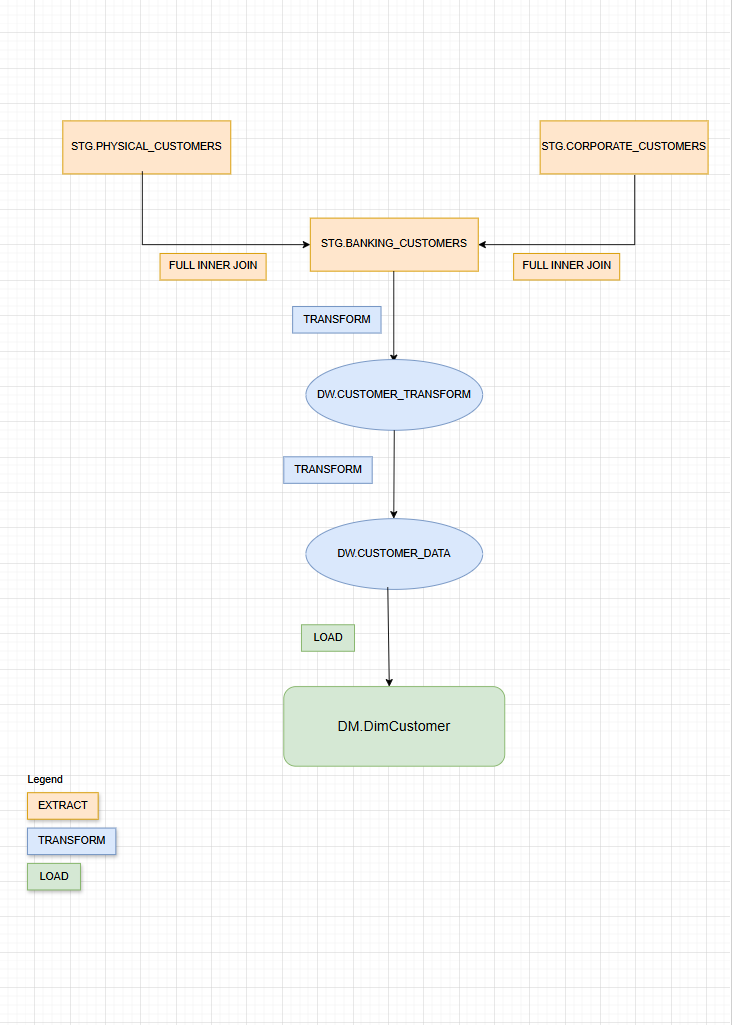 STG.PHYSICAL_CUSTOMERS
STG.CORPORATE_CUSTOMERS
STG.BANKING_CUSTOMERS
FULL INNER JOIN
FULL INNER JOIN
TRANSFORM
DW.CUSTOMER_TRANSFORM
TRANSFORM
DW.CUSTOMER_DATA
LOAD
DM.DimCustomer
Legend
EXTRACT
TRANSFORM
LOAD